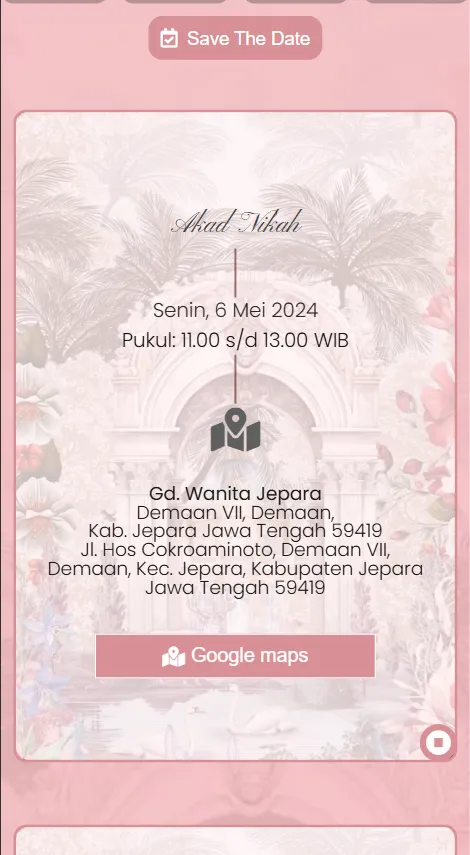 Save The Date
Akad Nikah
Senin, 6 Mei 2024
Pukul: 11.00 s/d 13.00 WIB
Gd. Wanita Jepara
Demaan VII, Demaan,
Kab. Jepara Jawa Tengah 59419
Jl. Hos Cokroaminoto, Demaan VII,
Demaan, Kec. Jepara, Kabupaten Jepara
Jawa Tengah 59419
Google maps